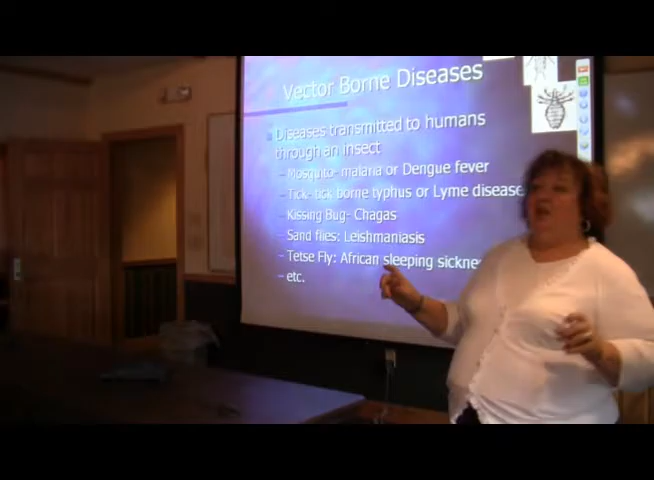 Vector Borne Diseases
Diseases transmitted to humans
through an insect
– Mosquito- malaria or Dengue fever
– Tick- tick borne typhus or Lyme disease
– Kissing Bug- Chagas
– Sand flies: Leishmaniasis
– Tetse Fly: African sleeping sickne
– etc.